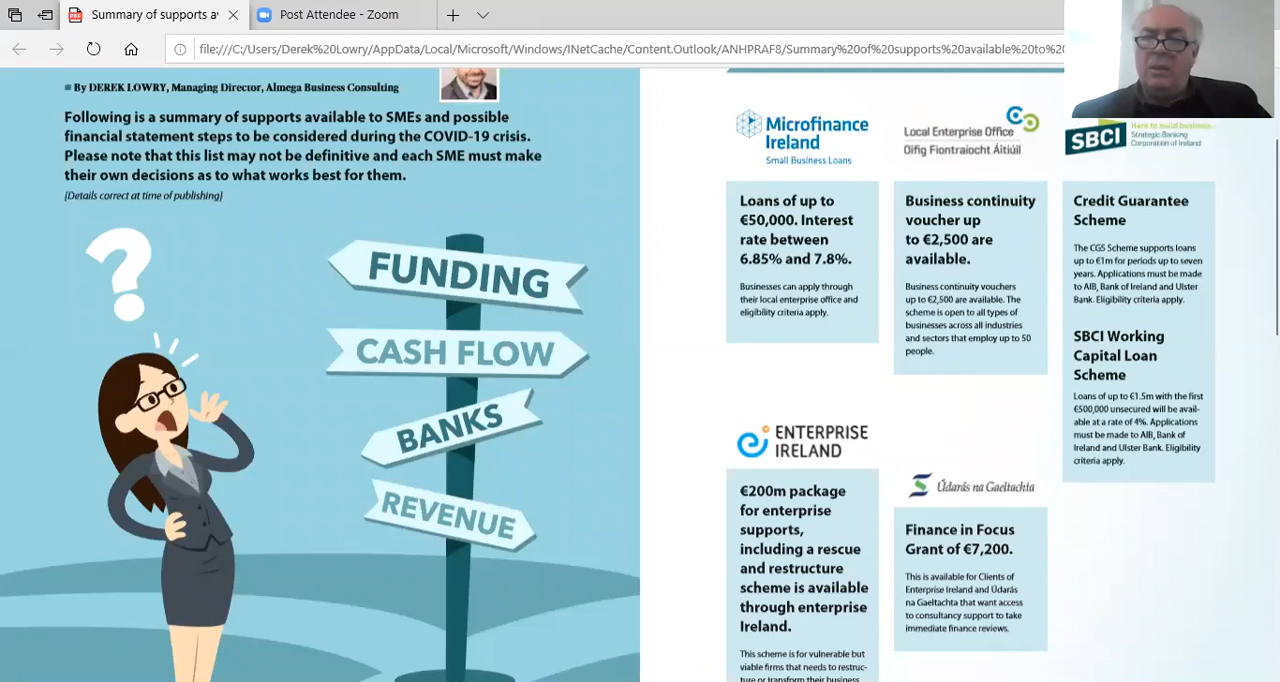 Summary of supports av
Post Attendee - Zoom
file:///C:/Users/Derek%20Lowry/AppData/Local/Microsoft/Windows/INetCache/Content.Outlook/ANHPRAF8/Summary%20of%20supports%20available%20to%20
By DEREK LOWRY, Managing Director, Almega Business Consulting
Following is a summary of supports available to SMEs and possible
financial statement steps to be considered during the COVID-19 crisis.
Please note that this list may not be definitive and each SME must make
their own decisions as to what works best for them.
[Details correct at time of publishing]
FUNDING
CASH FLOW
BANKS
REVENUE
Microfinance
Ireland
Small Business Loans
Loans of up to
€50,000. Interest
rate between
6.85% and 7.8%.
Businesses can apply through
their local enterprise office and
eligibility criteria apply.
Local Enterprise Office
Oifig Fiontraíocht Áitiúil
Business continuity
voucher up
to €2,500 are
available.
Business continuity vouchers
up to €2,500 are available. The
scheme is open to all types of
businesses across all industries
and sectors that employ up to 50
people.
SBCI
Here to build business.
Strategic Banking
Corporation of Ireland
Credit Guarantee
Scheme
The CGS Scheme supports loans
up to €1m for periods up to seven
years. Applications must be made
to AIB, Bank of Ireland and Ulster
Bank. Eligibility criteria apply.
SBCI Working
Capital Loan
Scheme
Loans of up to €1.5m with the first
€500,000 unsecured will be avail-
able at a rate of 4%. Applications
must be made to AIB, Bank of
Ireland and Ulster Bank. Eligibility
criteria apply.
ENTERPRISE
IRELAND
€200m package
for enterprise
supports,
including a rescue
and restructure
scheme is available
through enterprise
Ireland.
This scheme is for vulnerable but
viable firms that needs to restruc-
ture or transform their business
Údarás na Gaeltachta
Finance in Focus
Grant of €7,200.
This is available for Clients of
Enterprise Ireland and Údarás
na Gaeltachta that want access
to consultancy support to take
immediate finance reviews.